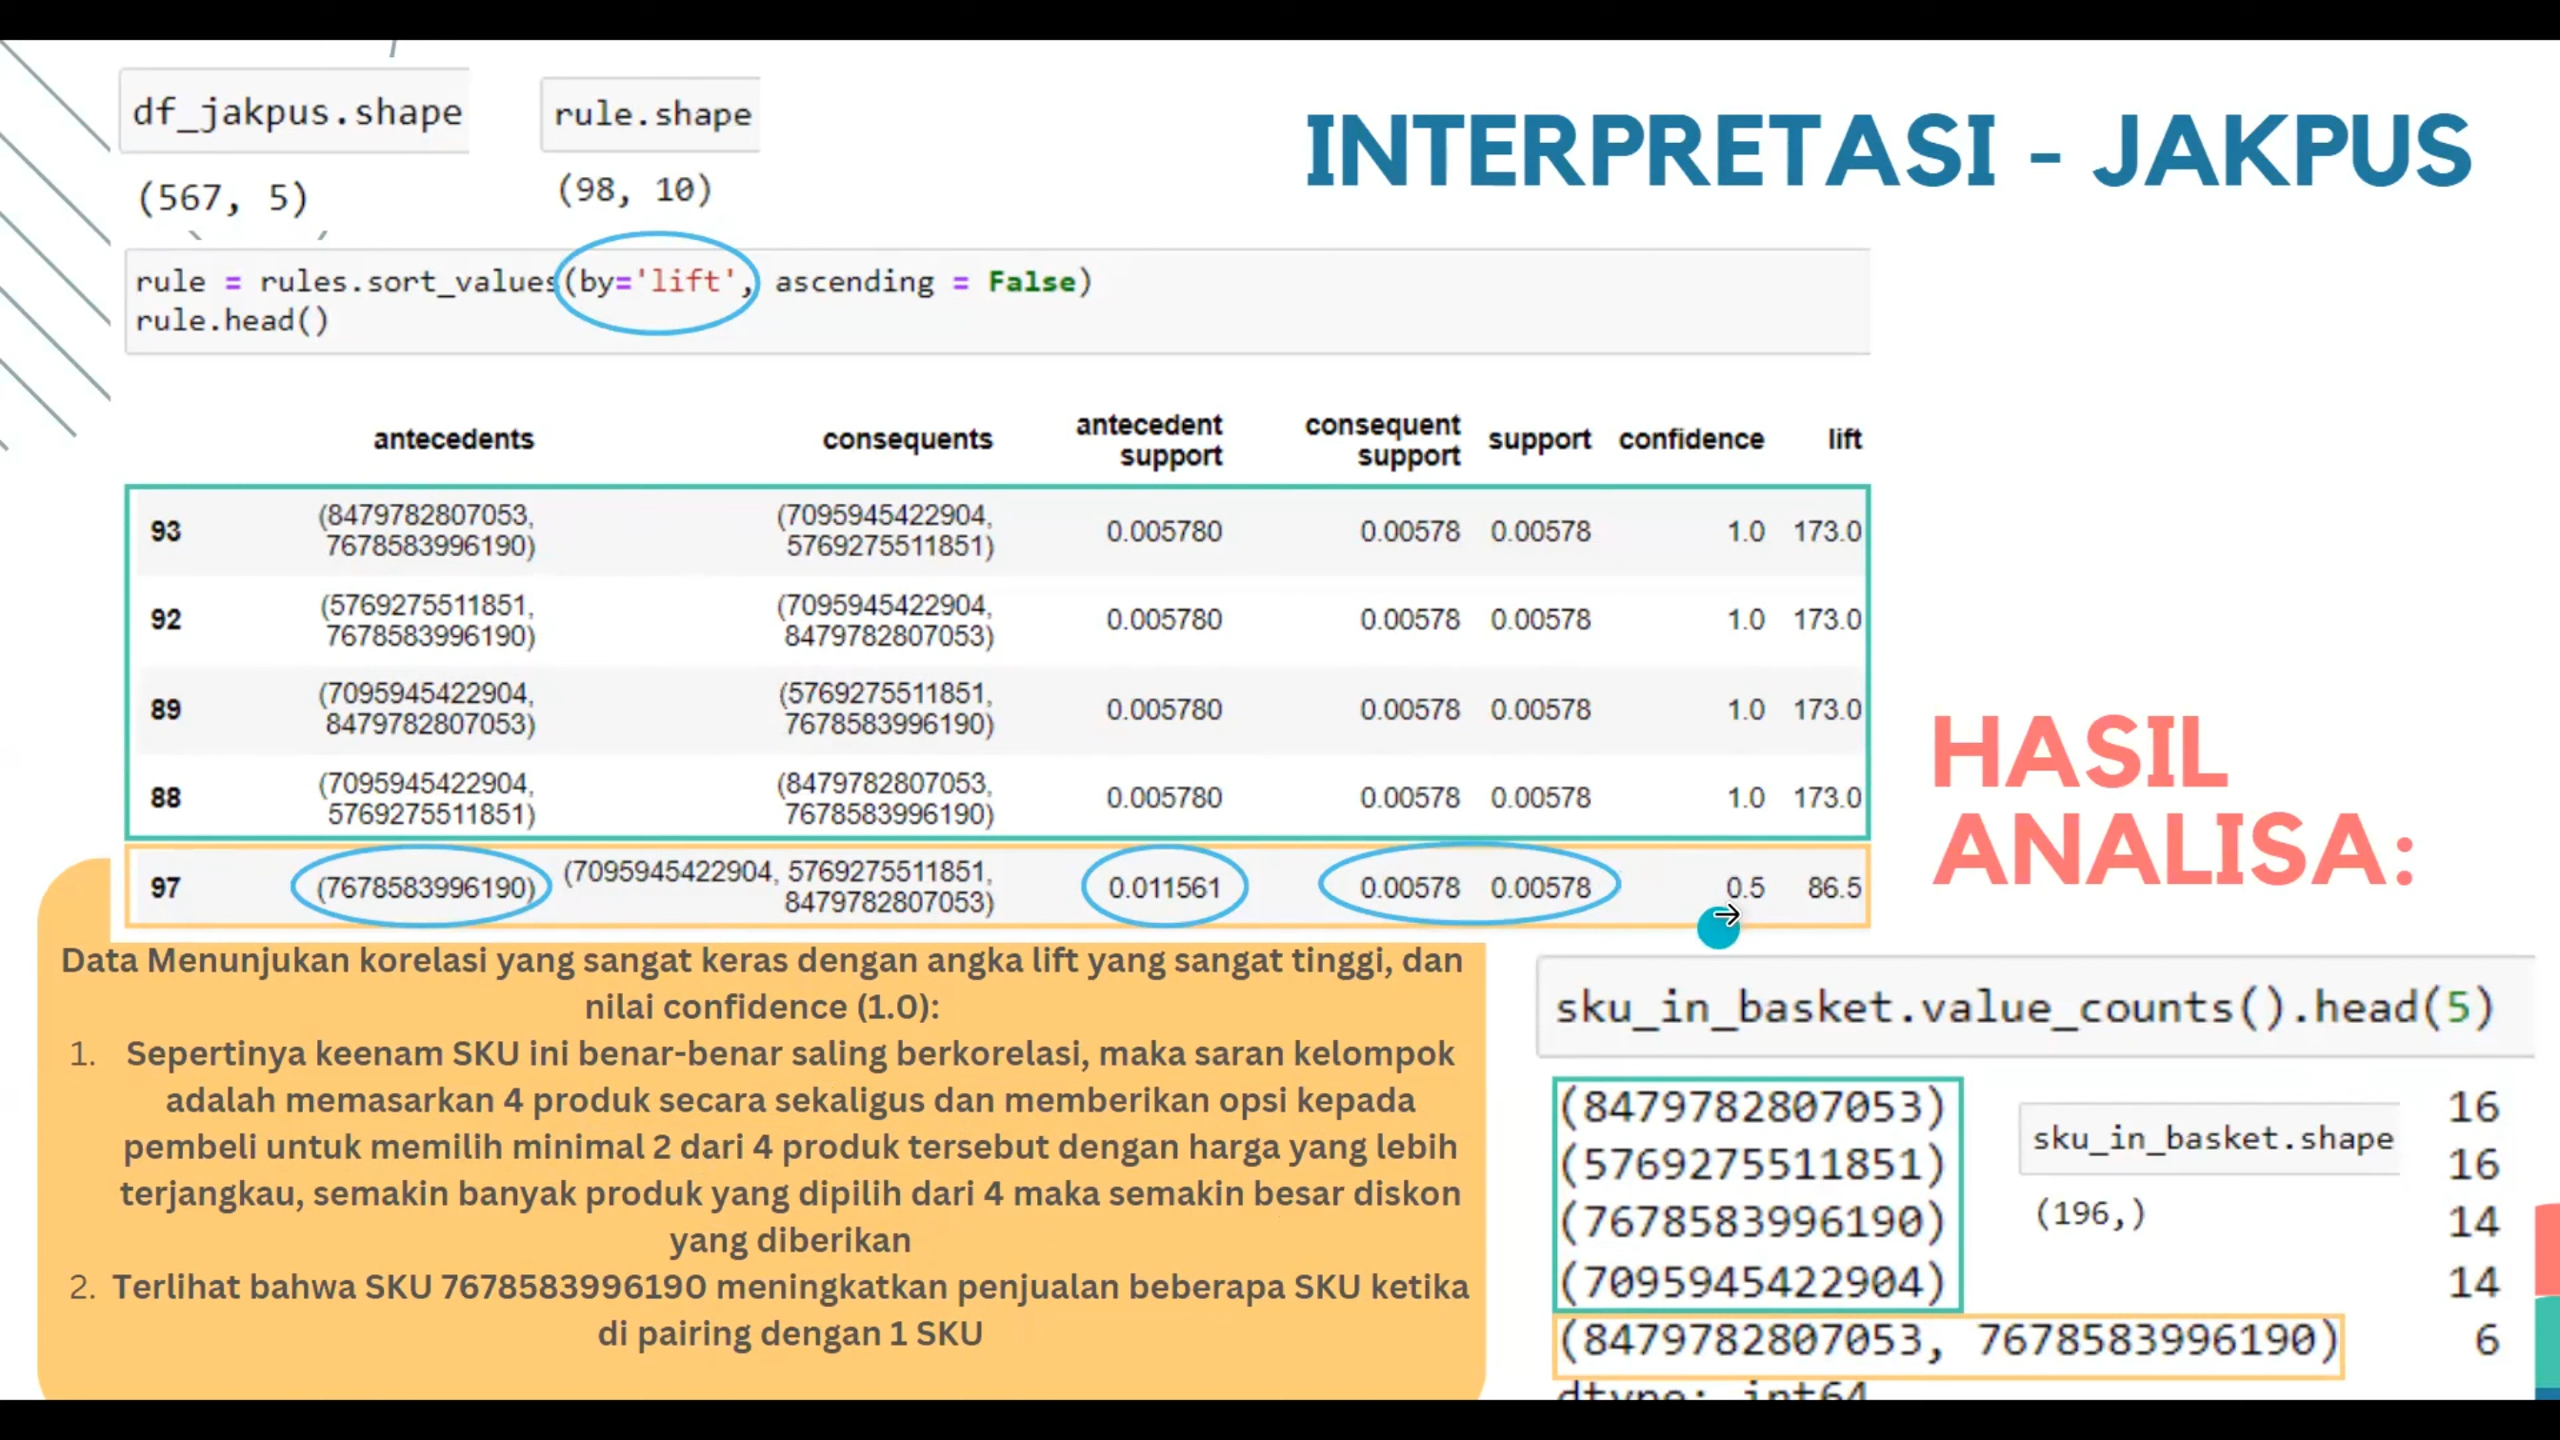 df_jakpus.shape
(567, 5)
rule.shape
(98, 10)
INTERPRETASI - JAKPUS
rule = rules.sort_values(by='lift', ascending = False)
rule.head()
antecedents consequents antecedent support consequent support support confidence lift
93 (8479782807053, 7678583996190) (7095945422904, 5769275511851) 0.005780 0.00578 0.00578 1.0 173.0
92 (5769275511851, 7678583996190) (7095945422904, 8479782807053) 0.005780 0.00578 0.00578 1.0 173.0
89 (7095945422904, 8479782807053) (5769275511851, 7678583996190) 0.005780 0.00578 0.00578 1.0 173.0
88 (7095945422904, 5769275511851) (8479782807053, 7678583996190) 0.005780 0.00578 0.00578 1.0 173.0
97 (7678583996190) (7095945422904, 5769275511851, 8479782807053) 0.011561 0.00578 0.00578 0.5 86.5
HASIL
ANALISA:
Data Menunjukan korelasi yang sangat keras dengan angka lift yang sangat tinggi, dan
nilai confidence (1.0):
1. Sepertinya keenam SKU ini benar-benar saling berkorelasi, maka saran kelompok
adalah memasarkan 4 produk secara sekaligus dan memberikan opsi kepada
pembeli untuk memilih minimal 2 dari 4 produk tersebut dengan harga yang lebih
terjangkau, semakin banyak produk yang dipilih dari 4 maka semakin besar diskon
yang diberikan
2. Terlihat bahwa SKU 7678583996190 meningkatkan penjualan beberapa SKU ketika
di pairing dengan 1 SKU
sku_in_basket.value_counts().head(5)
(8479782807053) 16
(5769275511851) 16
(7678583996190) 14
(7095945422904) 14
(8479782807053, 7678583996190) 6
dtype: int64
sku_in_basket.shape
(196,)